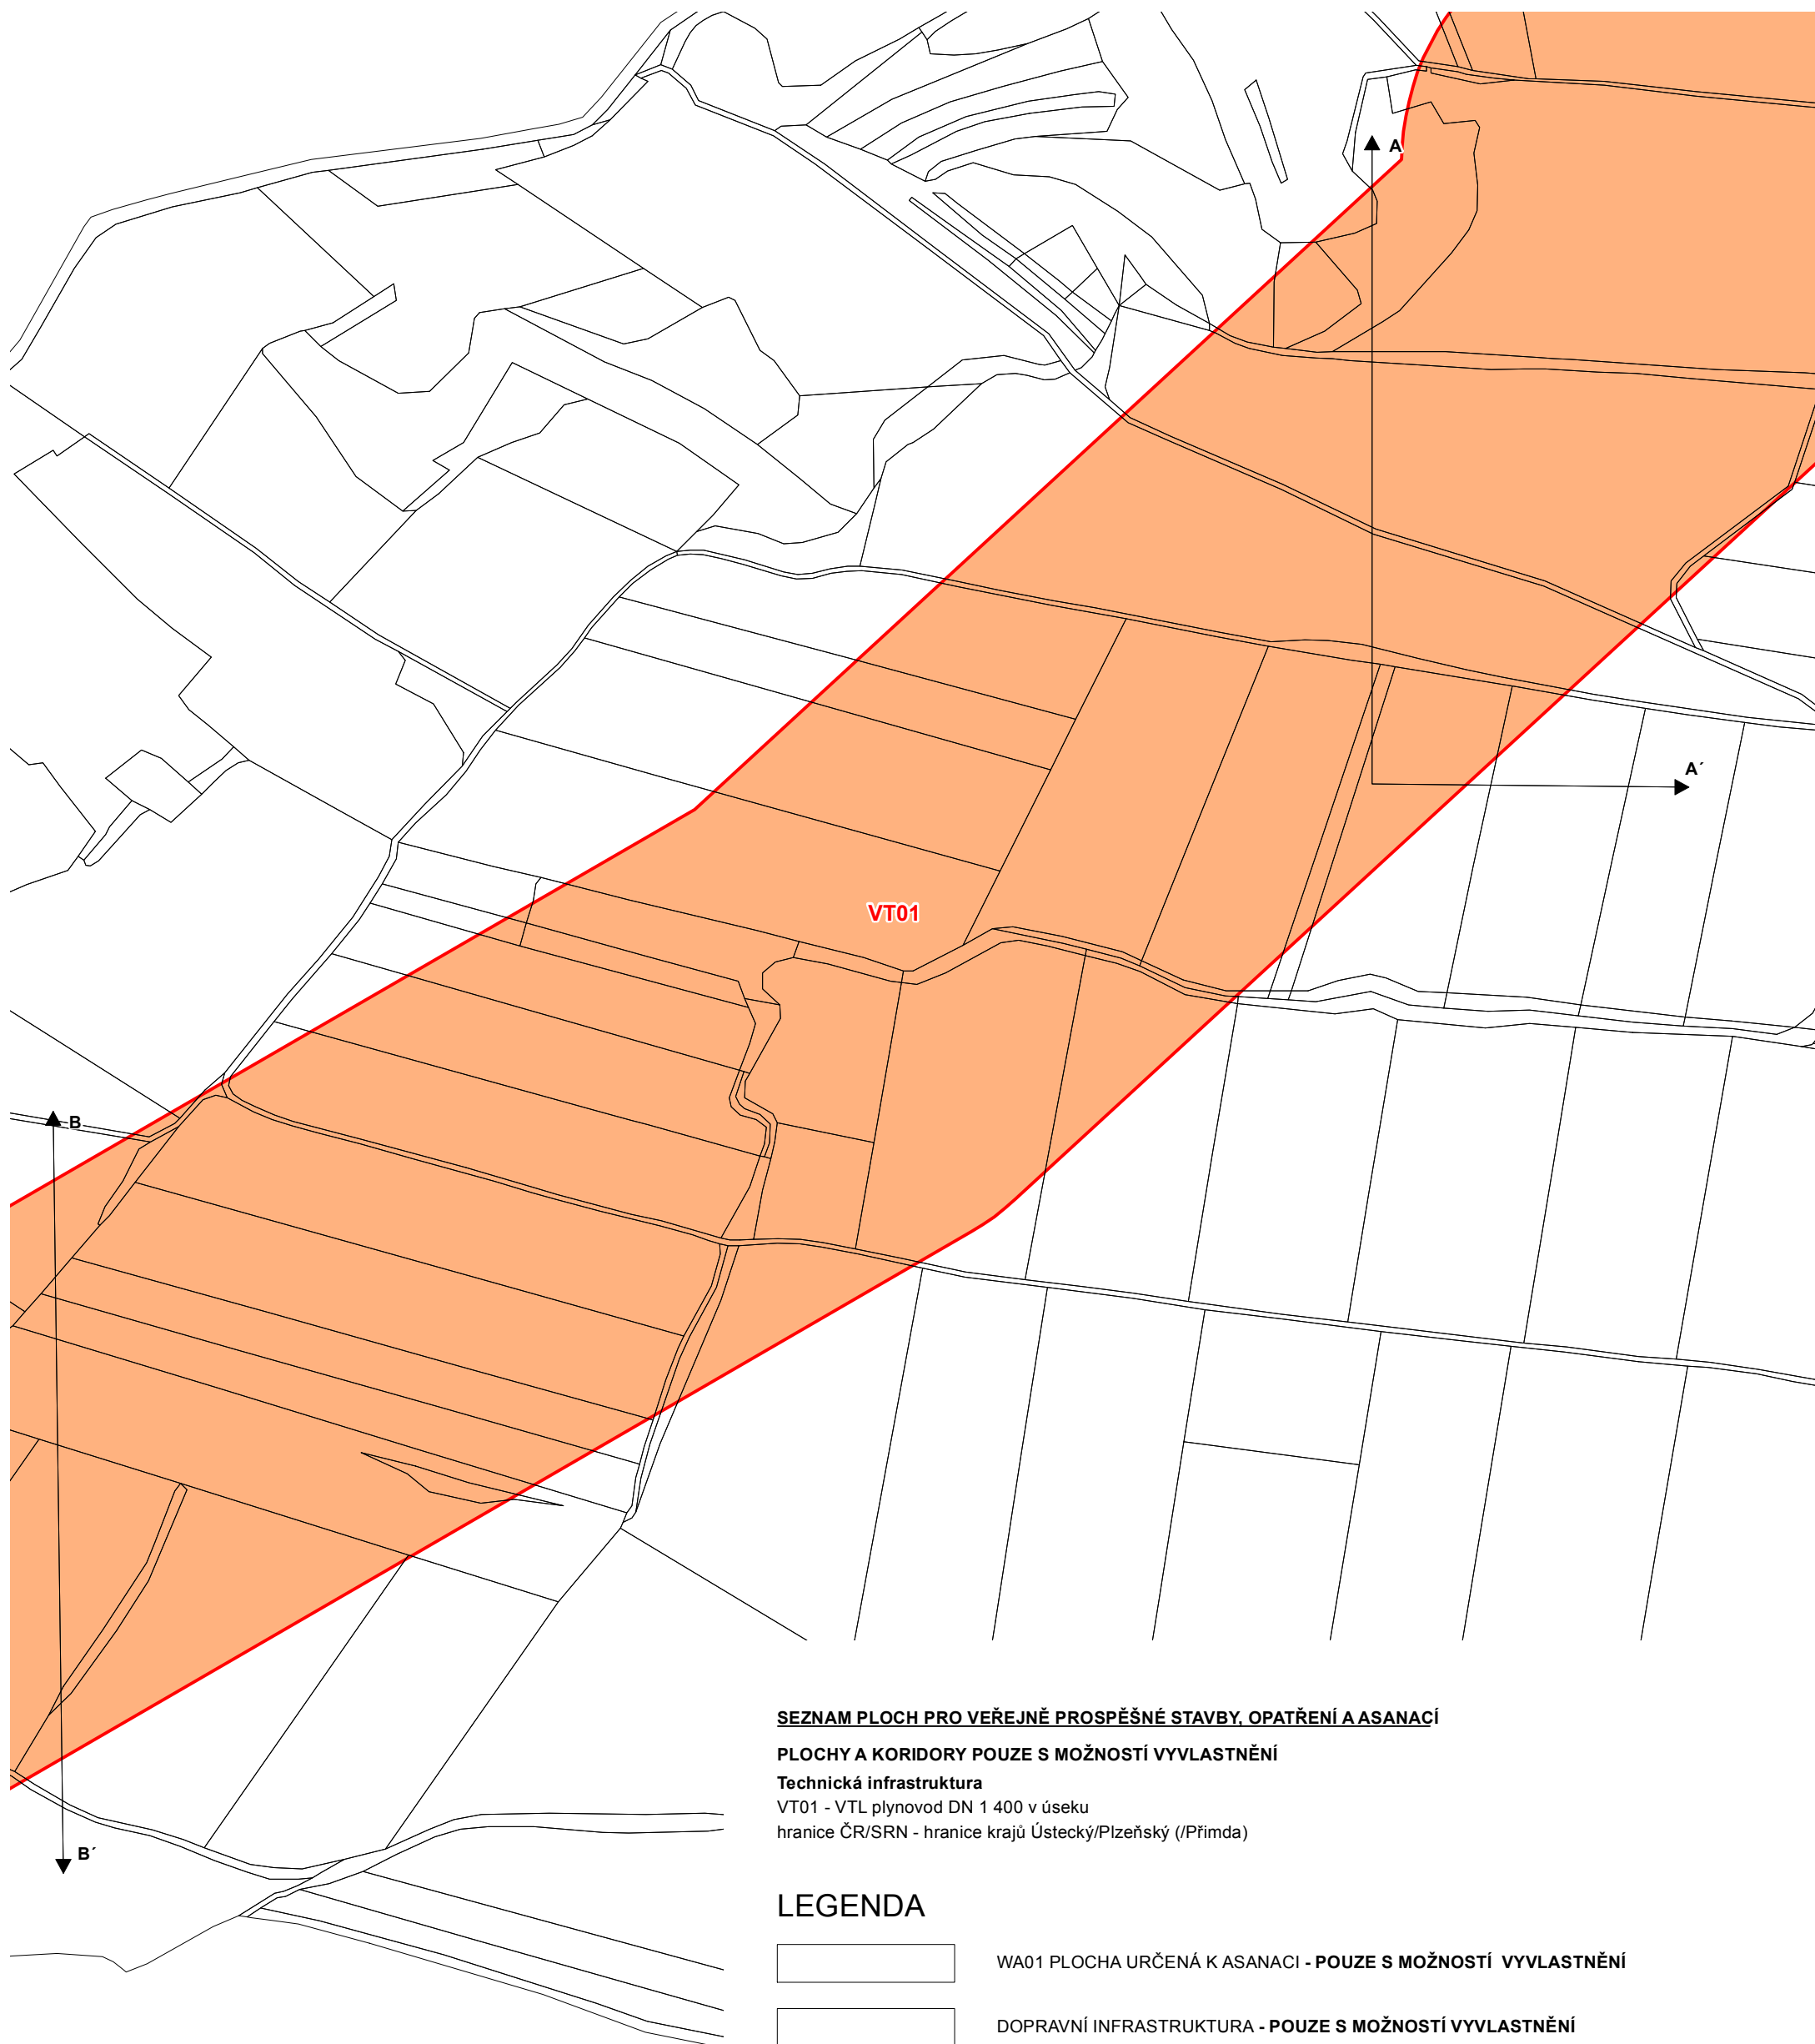 A
A´
VT01
B
B´
SEZNAM PLOCH PRO VEŘEJNĚ PROSPĚŠNÉ STAVBY, OPATŘENÍ A ASANACÍ
PLOCHY A KORIDORY POUZE S MOŽNOSTÍ VYVLASTNĚNÍ
Technická infrastruktura
VT01 - VTL plynovod DN 1 400 v úseku
hranice ČR/SRN - hranice krajů Ústecký/Plzeňský (/Přimda)
LEGENDA
WA01 PLOCHA URČENÁ K ASANACI - POUZE S MOŽNOSTÍ VYVLASTNĚNÍ
DOPRAVNÍ INFRASTRUKTURA - POUZE S MOŽNOSTÍ VYVLASTNĚNÍ